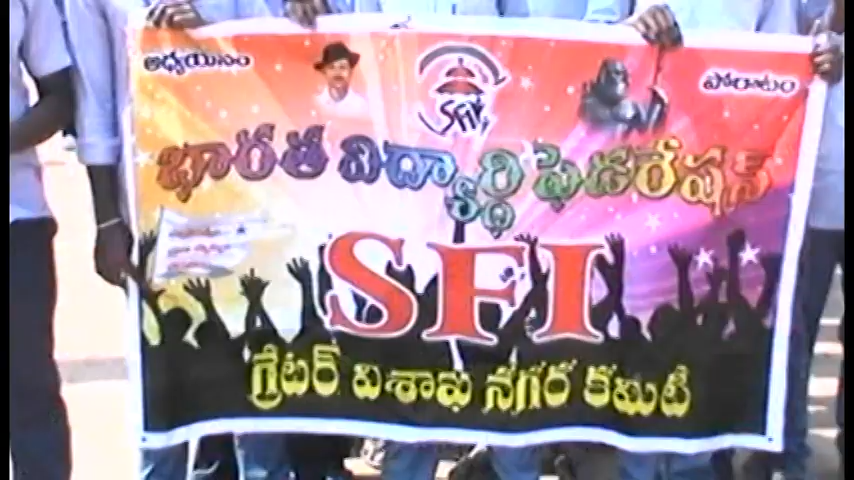 అధ్యయనం
పోరాటం
SFI
భారత విద్యార్థి ఫెడరేషన్
SFI
గ్రేటర్ విశాఖ నగర కమిటి